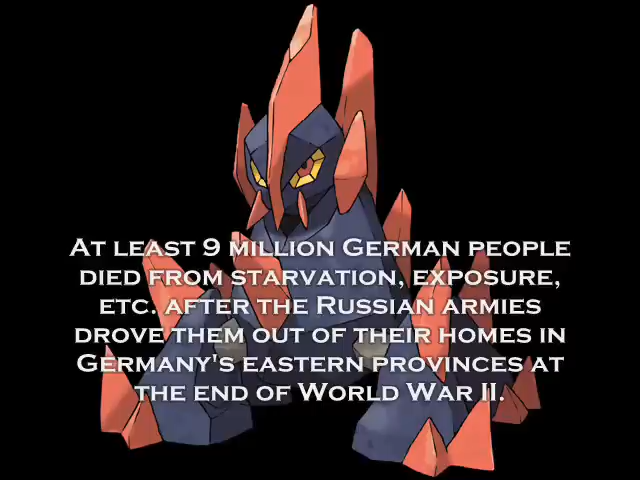 At least 9 million German people
died from starvation, exposure,
etc. after the Russian armies
drove them out of their homes in
Germany's eastern provinces at
the end of World War II.